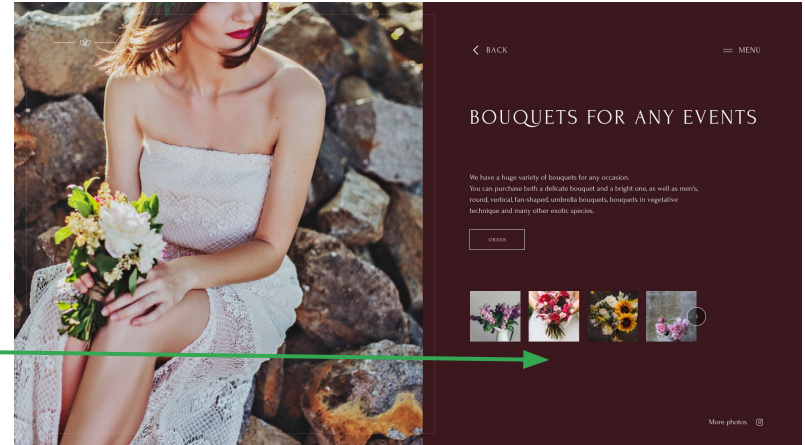 BACK
MENU
BOUQUETS FOR ANY EVENTS
We have a huge variety of bouquets for any occasion.
You can purchase both a delicate bouquet and a bright one, as well as men's,
round, vertical, fan-shaped, umbrella bouquets, bouquets in vegetative
technique and many other exotic species.
ORDER
More photos